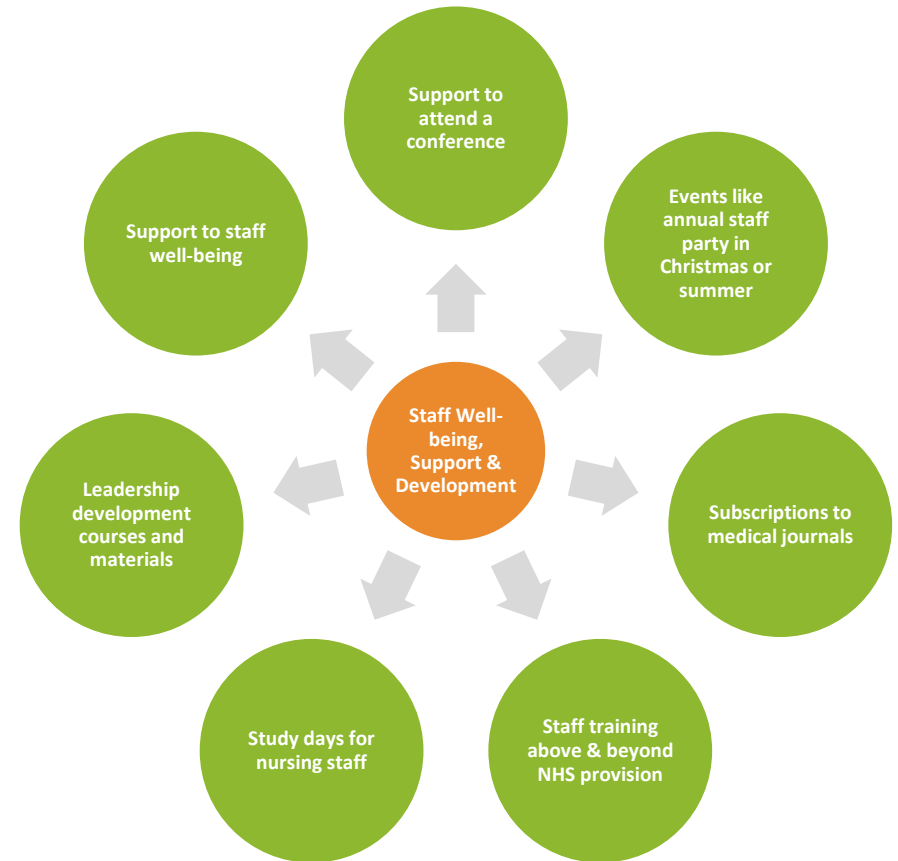 Support to
attend a
conference
Events like
annual staff
party in
Christmas or
summer
Subscriptions to
medical journals
Staff training
above & beyond
NHS provision
Study days for
nursing staff
Leadership
development
courses and
materials
Support to staff
well-being
Staff Well-
being,
Support &
Development